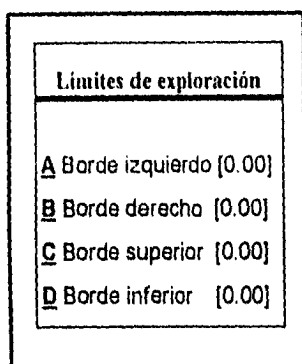 Límites de exploración
A Borde izquierdo [0.00]
B Borde derecho [0.00]
C Borde superior [0.00]
D Borde inferior [0.00]